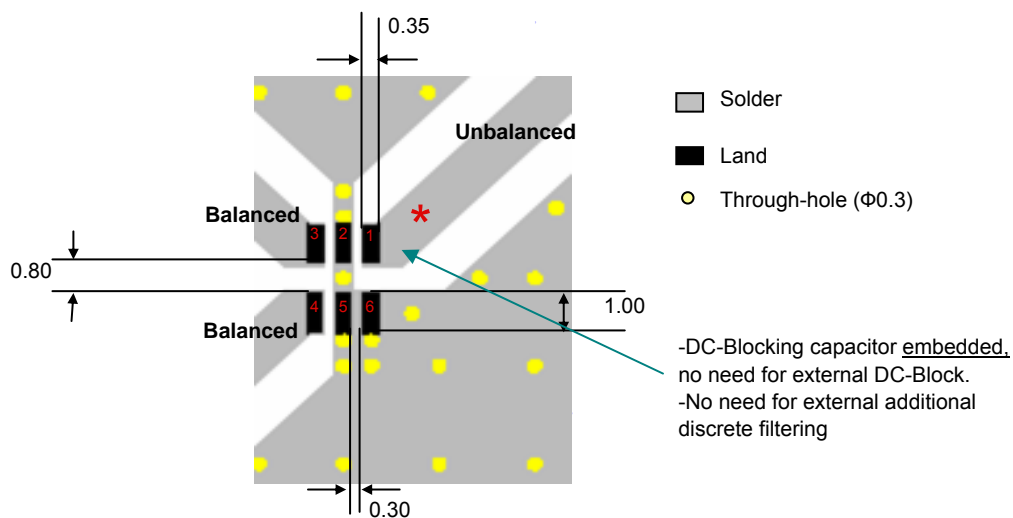 0.35
Unbalanced
Solder
Land
Through-hole (Φ0.3)
Balanced
*
3 2 1
0.80
4 5 6
1.00
Balanced
-DC-Blocking capacitor embedded,
no need for external DC-Block.
-No need for external additional
discrete filtering
0.30